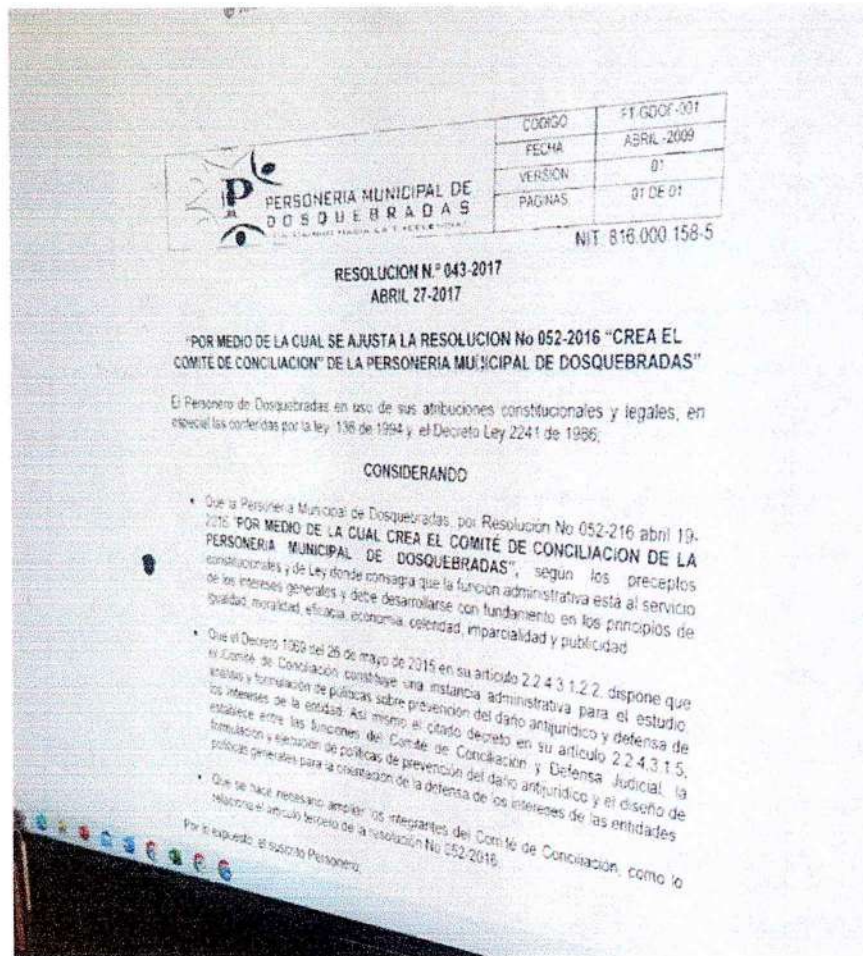 CODIGO FT-GDOF-001
FECHA ABRIL -2009
VERSION 01
PAGINAS 01 DE 01
PERSONERIA MUNICIPAL DE
DOSQUEBRADAS
NIT. 816.000.158-5
RESOLUCION N.º 043-2017
ABRIL 27-2017
"POR MEDIO DE LA CUAL SE AJUSTA LA RESOLUCION No 052-2016 "CREA EL
COMITÉ DE CONCILIACION" DE LA PERSONERIA MUNICIPAL DE DOSQUEBRADAS"
El Personero de Dosquebradas en uso de sus atribuciones constitucionales y legales, en
especial las conferidas por la ley 136 de 1994 y el Decreto Ley 2241 de 1986;
CONSIDERANDO
• Que la Personería Municipal de Dosquebradas, por Resolución No 052-216 abril 19-
2016 "POR MEDIO DE LA CUAL CREA EL COMITÉ DE CONCILIACION DE LA
PERSONERIA MUNICIPAL DE DOSQUEBRADAS", según los preceptos
constitucionales y de Ley donde consagra que la función administrativa está al servicio
de los intereses generales y debe desarrollarse con fundamento en los principios de
igualdad, moralidad, eficacia, economía, celeridad, imparcialidad y publicidad
• Que el Decreto 1069 del 26 de mayo de 2015 en su artículo 2.2.4.3.1.2.2. dispone que
el Comité de Conciliación constituye una instancia administrativa para el estudio,
análisis y formulación de políticas sobre prevención del daño antijurídico y defensa de
los intereses de la entidad. Así mismo el citado decreto en su artículo 2.2.4.3.1.5,
establece entre las funciones del Comité de Conciliación y Defensa Judicial, la
formulación y ejecución de políticas de prevención del daño antijurídico y el diseño de
políticas generales para la orientación de la defensa de los intereses de las entidades
• Que se hace necesario ampliar los integrantes del Comité de Conciliación, como lo
relaciona el artículo tercero de la resolución No 052-2016.
Por lo expuesto, el suscrito Personero;